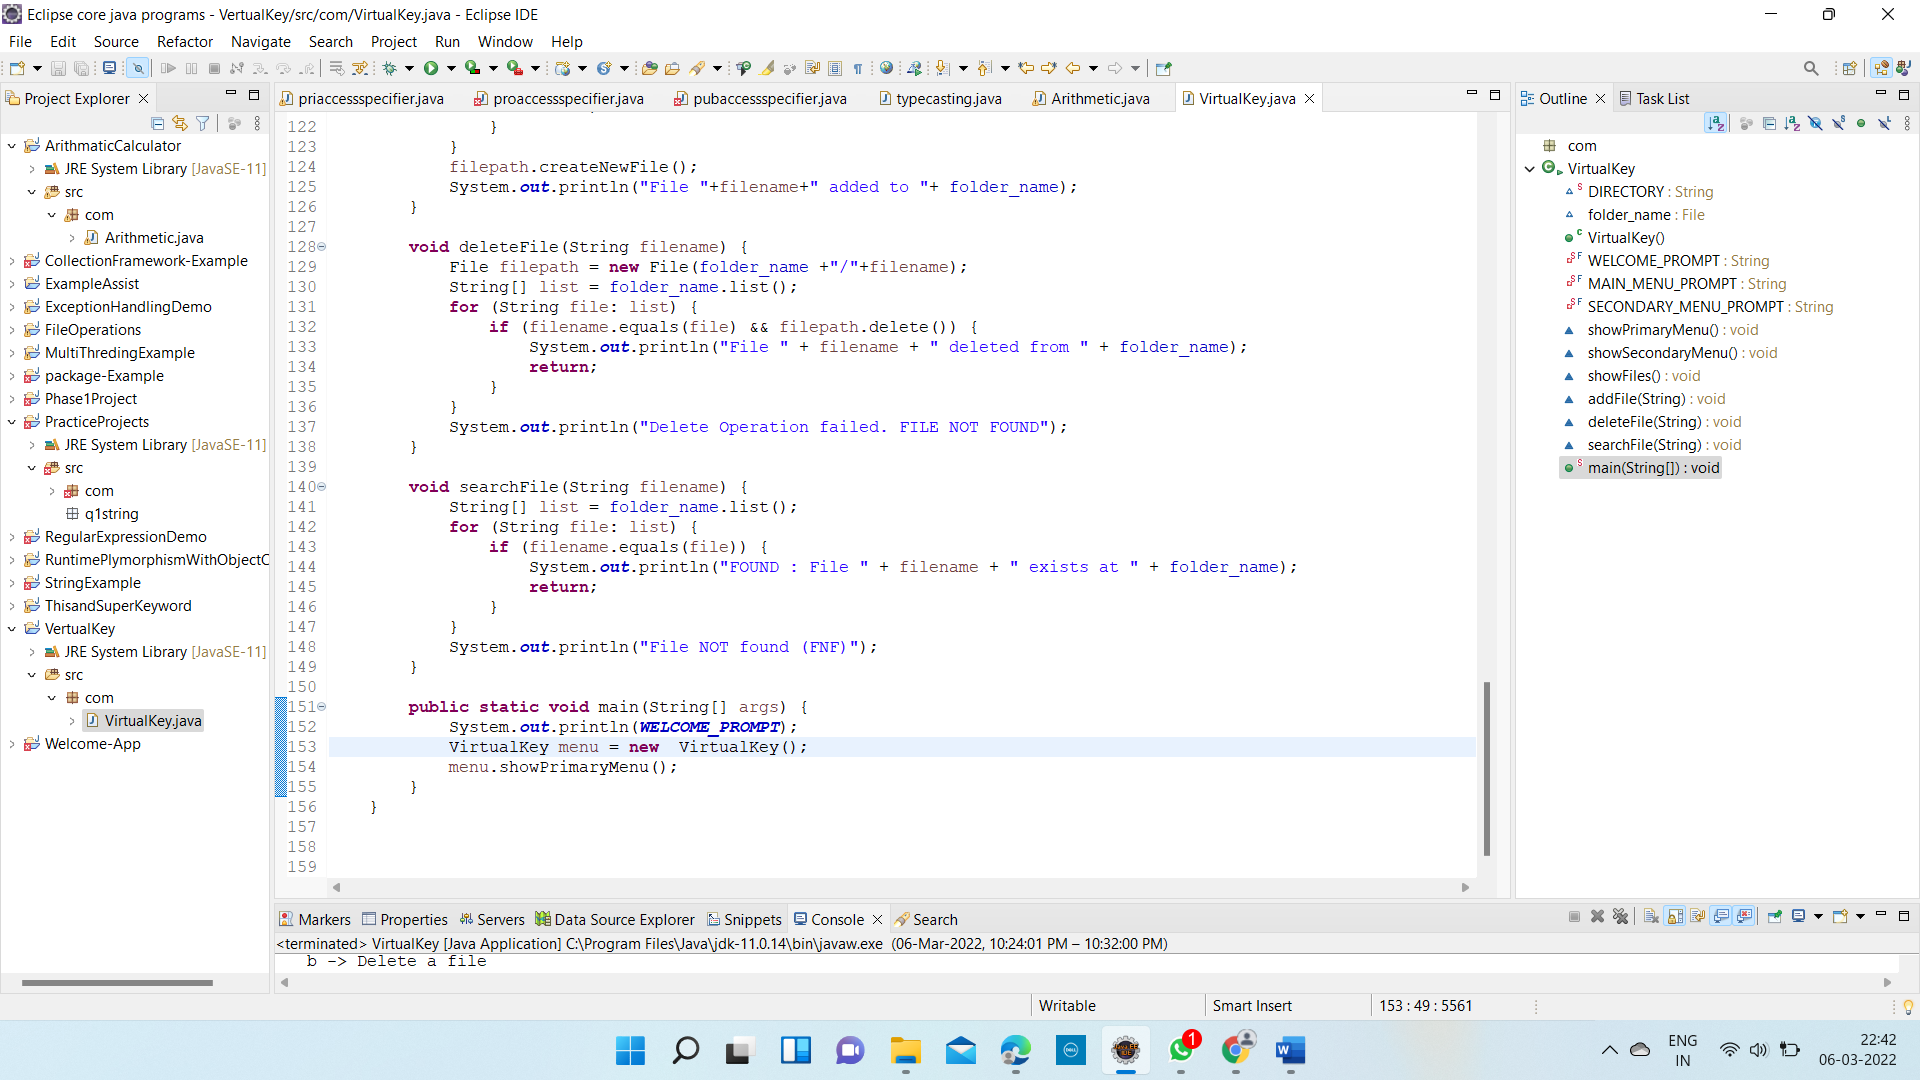 Eclipse core java programs - VertualKey/src/com/VirtualKey.java - Eclipse IDE
File Edit Source Refactor Navigate Search Project Run Window Help
Project Explorer
ArithmaticCalculator
JRE System Library [JavaSE-11]
src
com
Arithmetic.java
CollectionFramework-Example
ExampleAssist
ExceptionHandlingDemo
FileOperations
MultiThredingExample
package-Example
Phase1Project
PracticeProjects
JRE System Library [JavaSE-11]
src
com
q1string
RegularExpressionDemo
RuntimePlymorphismWithObjectC
StringExample
ThisandSuperKeyword
VertualKey
JRE System Library [JavaSE-11]
src
com
VirtualKey.java
Welcome-App
priaccessspecifier.java proaccessspecifier.java pubaccessspecifier.java typecasting.java Arithmetic.java VirtualKey.java
122 }
123 }
124 filepath.createNewFile();
125 System.out.println("File "+filename+" added to "+ folder_name);
126 }
127
128 void deleteFile(String filename) {
129 File filepath = new File(folder_name +"/"+filename);
130 String[] list = folder_name.list();
131 for (String file: list) {
132 if (filename.equals(file) && filepath.delete()) {
133 System.out.println("File " + filename + " deleted from " + folder_name);
134 return;
135 }
136 }
137 System.out.println("Delete Operation failed. FILE NOT FOUND");
138 }
139
140 void searchFile(String filename) {
141 String[] list = folder_name.list();
142 for (String file: list) {
143 if (filename.equals(file)) {
144 System.out.println("FOUND : File " + filename + " exists at " + folder_name);
145 return;
146 }
147 }
148 System.out.println("File NOT found (FNF)");
149 }
150
151 public static void main(String[] args) {
152 System.out.println(WELCOME_PROMPT);
153 VirtualKey menu = new  VirtualKey();
154 menu.showPrimaryMenu();
155 }
156 }
157
158
159
Outline Task List
com
VirtualKey
DIRECTORY : String
folder_name : File
VirtualKey()
WELCOME_PROMPT : String
MAIN_MENU_PROMPT : String
SECONDARY_MENU_PROMPT : String
showPrimaryMenu() : void
showSecondaryMenu() : void
showFiles() : void
addFile(String) : void
deleteFile(String) : void
searchFile(String) : void
main(String[]) : void
Markers Properties Servers Data Source Explorer Snippets Console Search
<terminated> VirtualKey [Java Application] C:\Program Files\Java\jdk-11.0.14\bin\javaw.exe (06-Mar-2022, 10:24:01 PM – 10:32:00 PM)
b -> Delete a file
Writable Smart Insert 153 : 49 : 5561
1
ENG
IN
22:42
06-03-2022